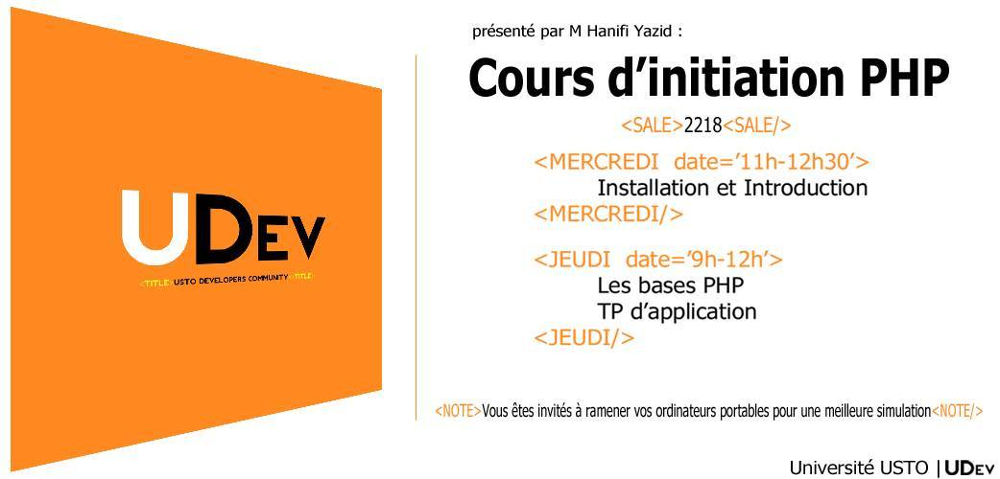 UDEV
<TITLE>USTO DEVELOPERS COMMUNITY<TITLE>
présenté par M Hanifi Yazid :
Cours d’initiation PHP
<SALE>2218<SALE/>
<MERCREDI date=’11h-12h30’>
Installation et Introduction
<MERCREDI/>
<JEUDI date=’9h-12h’>
Les bases PHP
TP d’application
<JEUDI/>
<NOTE>Vous êtes invités à ramener vos ordinateurs portables pour une meilleure simulation<NOTE/>
Université USTO | UDEV